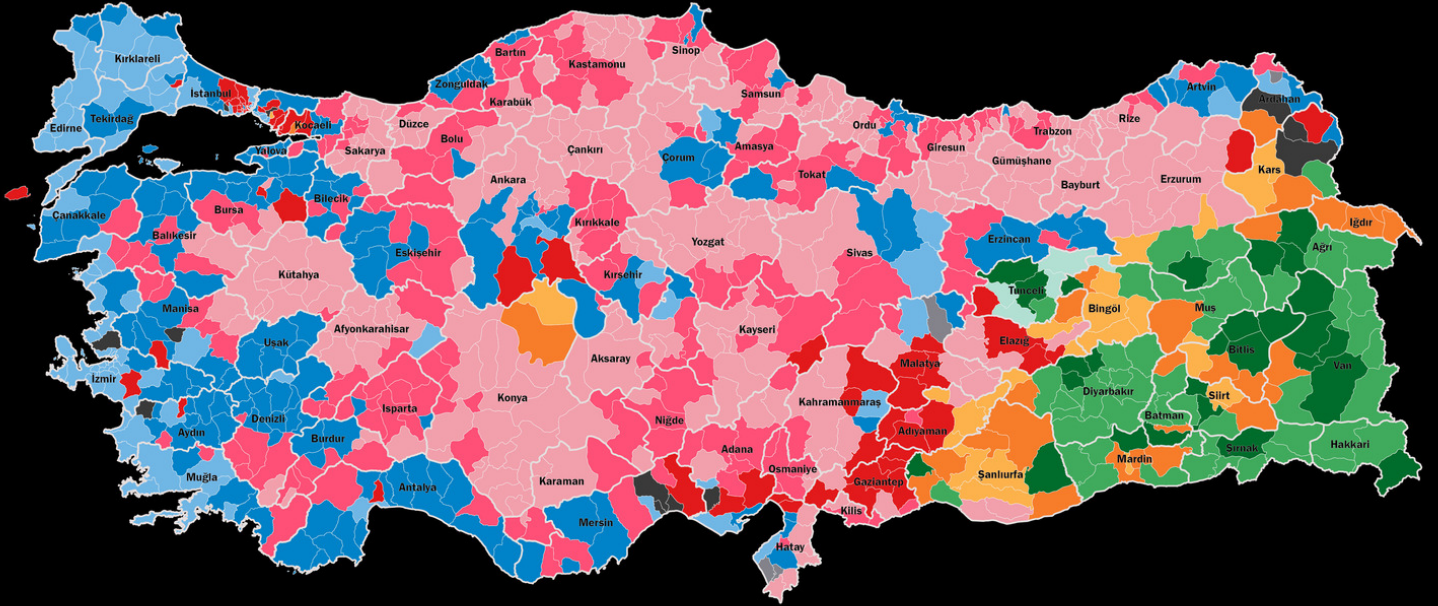 Kırklareli
Edirne
Tekirdağ
İstanbul
Kocaeli
Yalova
Sakarya
Düzce
Bolu
Zonguldak
Bartın
Karabük
Kastamonu
Sinop
Samsun
Çankırı
Ankara
Çorum
Amasya
Tokat
Ordu
Giresun
Trabzon
Gümüşhane
Rize
Bayburt
Erzurum
Artvin
Ardahan
Kars
Iğdır
Ağrı
Çanakkale
Balıkesir
Bursa
Bilecik
Eskişehir
Kütahya
Kırıkkale
Kırşehir
Yozgat
Sivas
Erzincan
Tunceli
Bingöl
Muş
Bitlis
Van
Manisa
Uşak
Afyonkarahisar
Aksaray
Kayseri
Malatya
Elazığ
Diyarbakır
Batman
Siirt
İzmir
Aydın
Denizli
Burdur
Isparta
Konya
Niğde
Kahramanmaraş
Adıyaman
Şanlıurfa
Mardin
Şırnak
Hakkari
Muğla
Antalya
Karaman
Mersin
Adana
Osmaniye
Gaziantep
Kilis
Hatay